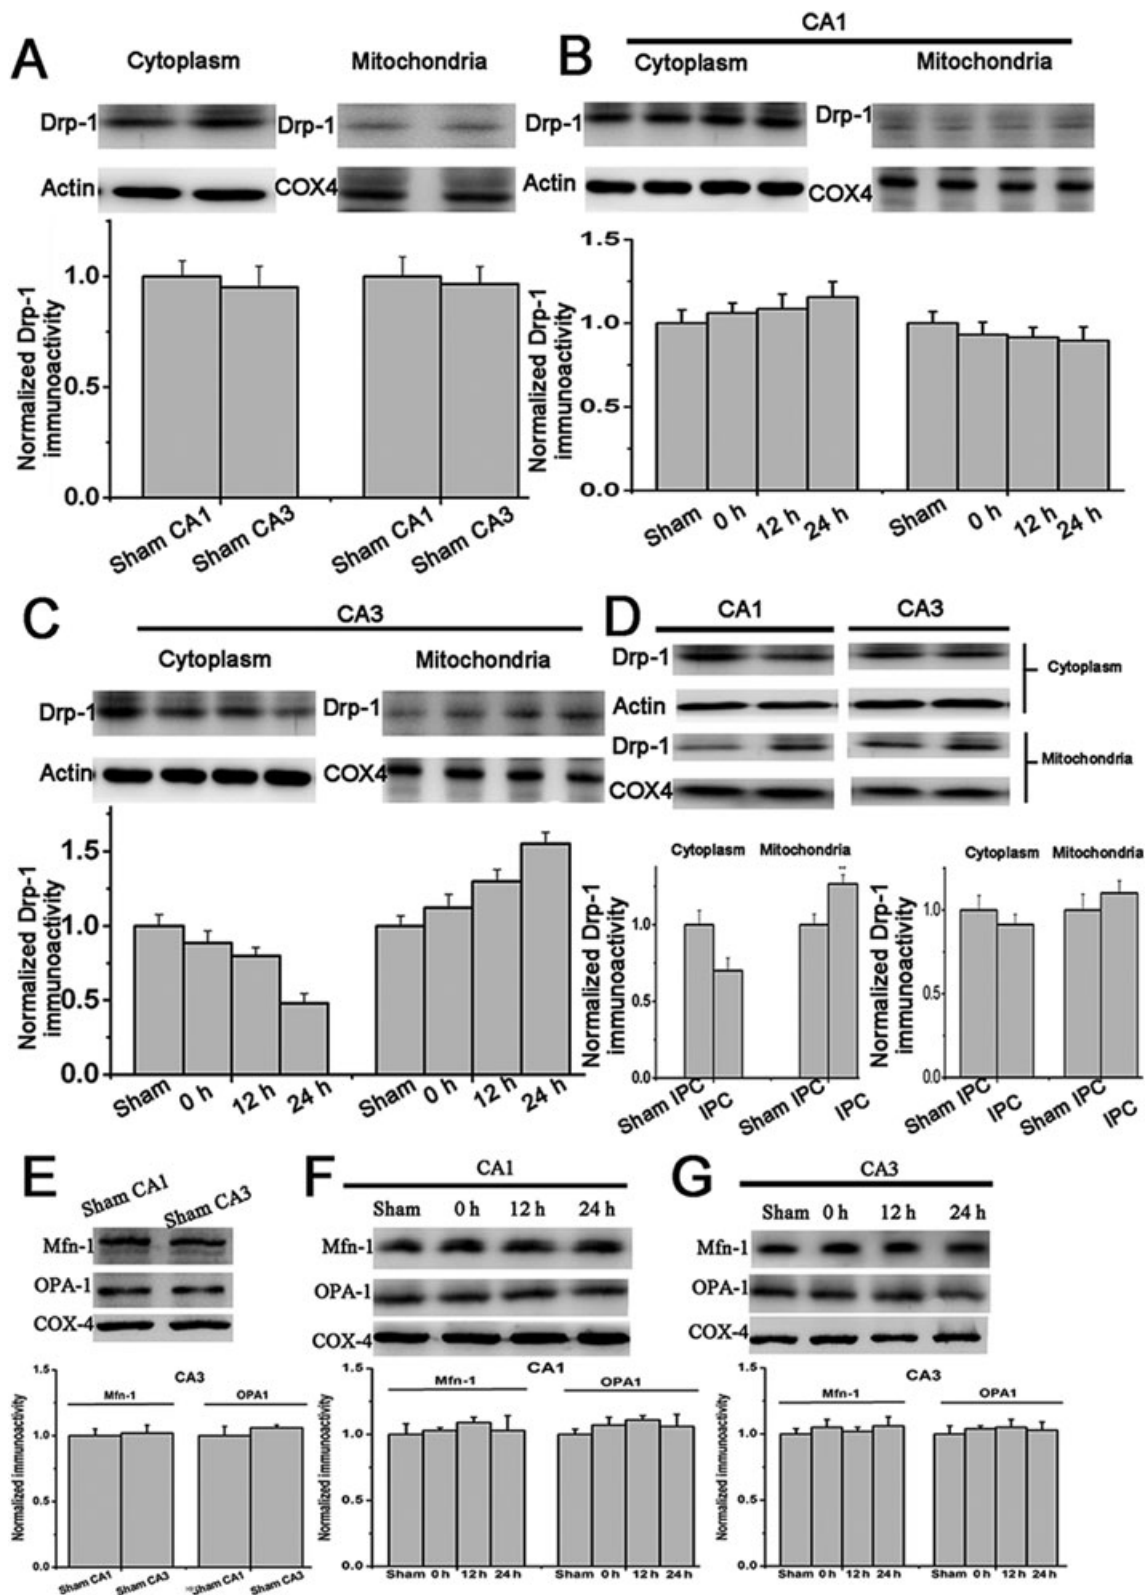 A
Cytoplasm Mitochondria
Drp-1 Drp-1
Actin COX4
Normalized Drp-1
immunoactivity
1.0
0.5
0.0
Sham CA1 Sham CA3 Sham CA1 Sham CA3
B
CA1
Cytoplasm Mitochondria
Drp-1 Drp-1
Actin COX4
Normalized Drp-1
immunoactivity
1.5
1.0
0.5
0.0
Sham 0 h 12 h 24 h Sham 0 h 12 h 24 h
C
CA3
Cytoplasm Mitochondria
Drp-1 Drp-1
Actin COX4
Normalized Drp-1
immunoactivity
1.5
1.0
0.5
0.0
Sham 0 h 12 h 24 h Sham 0 h 12 h 24 h
D
CA1 CA3
Drp-1
Cytoplasm
Actin
Drp-1
Mitochondria
COX4
Cytoplasm Mitochondria
**
Normalized Drp-1
immunoactivity
1.0
0.5
0.0
Sham IPC IPC Sham IPC IPC
Cytoplasm Mitochondria
Normalized Drp-1
immunoactivity
1.0
0.5
0.0
Sham IPC IPC Sham IPC IPC
E
Sham CA1 Sham CA3
Mfn-1
OPA-1
COX-4
CA3
Mfn-1 OPA1
Normalized immunoactivity
1.5
1.0
0.5
0.0
Sham CA1 Sham CA3 Sham CA1 Sham CA3
F
CA1
Sham 0 h 12 h 24 h
Mfn-1
OPA-1
COX-4
CA1
Mfn-1 OPA1
Normalized immunoactivity
1.5
1.0
0.5
0.0
Sham 0 h 12 h 24 h Sham 0 h 12 h 24 h
G
CA3
Sham 0 h 12 h 24 h
Mfn-1
OPA-1
COX-4
CA3
Mfn-1 OPA1
Normalized immunoactivity
1.5
1.0
0.5
0.0
Sham 0 h 12 h 24 h Sham 0 h 12 h 24 h